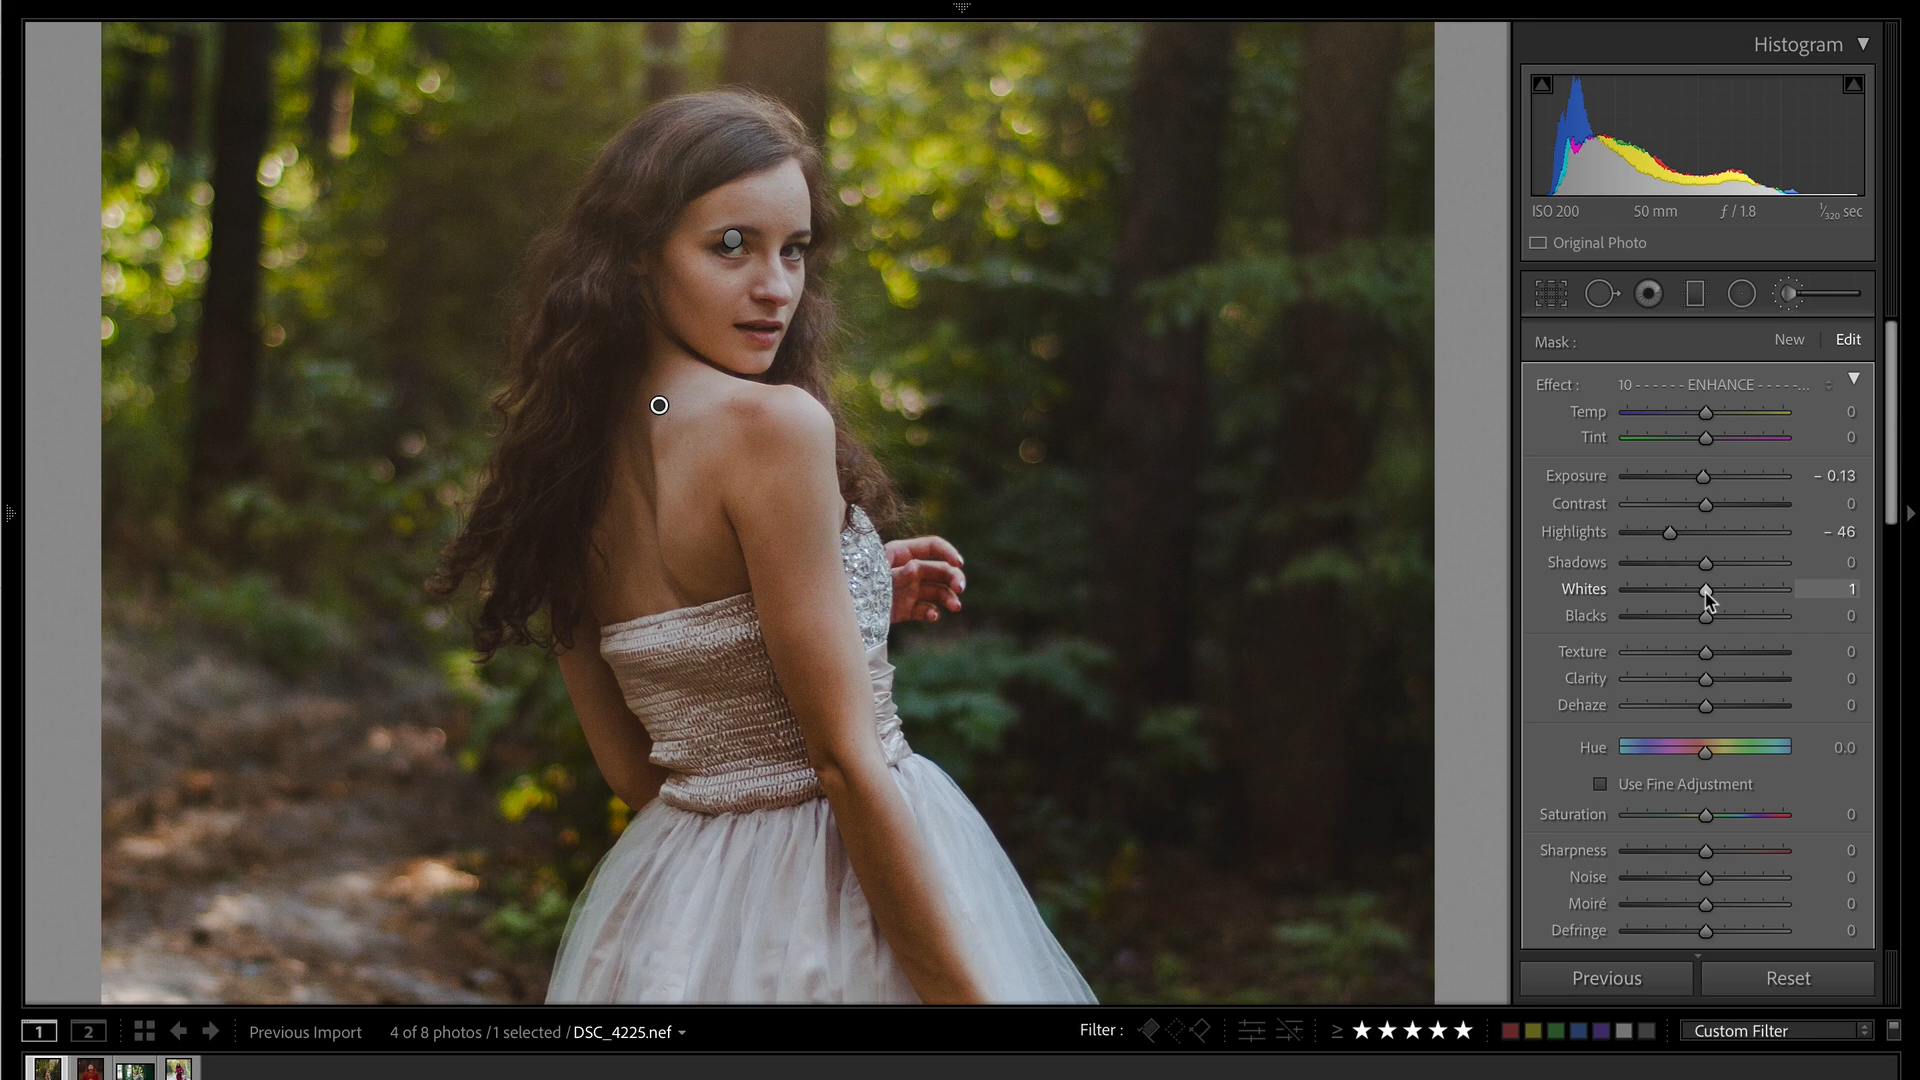 Histogram
ISO 200 50 mm ƒ / 1.8 1/320 sec
Original Photo
Mask : New Edit
Effect : 10 - - - - - - ENHANCE - - - - -...
Temp 0
Tint 0
Exposure – 0.13
Contrast 0
Highlights – 46
Shadows 0
Whites 1
Blacks 0
Texture 0
Clarity 0
Dehaze 0
Hue 0.0
Use Fine Adjustment
Saturation 0
Sharpness 0
Noise 0
Moiré 0
Defringe 0
Previous Reset
1 2 Previous Import 4 of 8 photos / 1 selected / DSC_4225.nef Filter : ≥ ★ ★ ★ ★ ★ Custom Filter